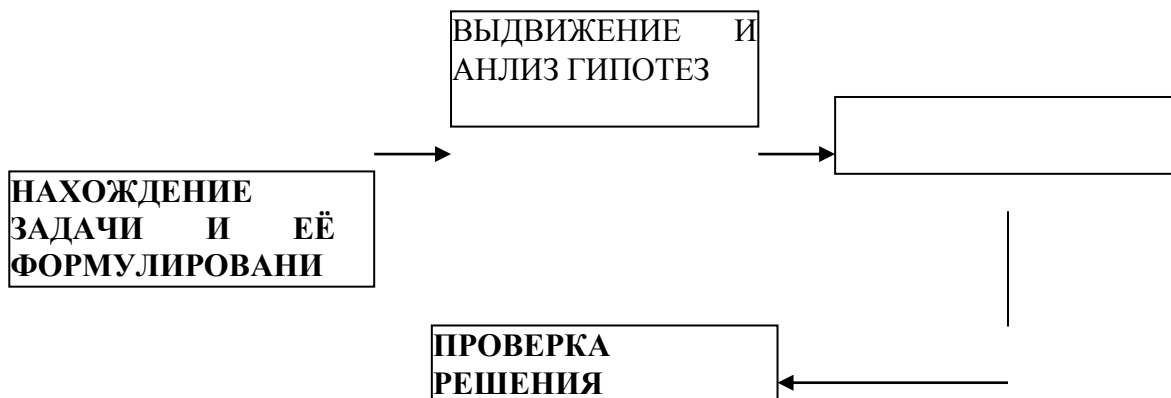 ВЫДВИЖЕНИЕ И
АНЛИЗ ГИПОТЕЗ
НАХОЖДЕНИЕ
ЗАДАЧИ И ЕЁ
ФОРМУЛИРОВАНИ
ПРОВЕРКА
РЕШЕНИЯ